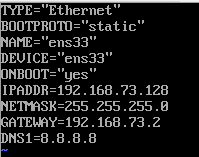 TYPE="Ethernet"
BOOTPROTO="static"
NAME="ens33"
DEVICE="ens33"
ONBOOT="yes"
IPADDR=192.168.73.128
NETMASK=255.255.255.0
GATEWAY=192.168.73.2
DNS1=8.8.8.8
~